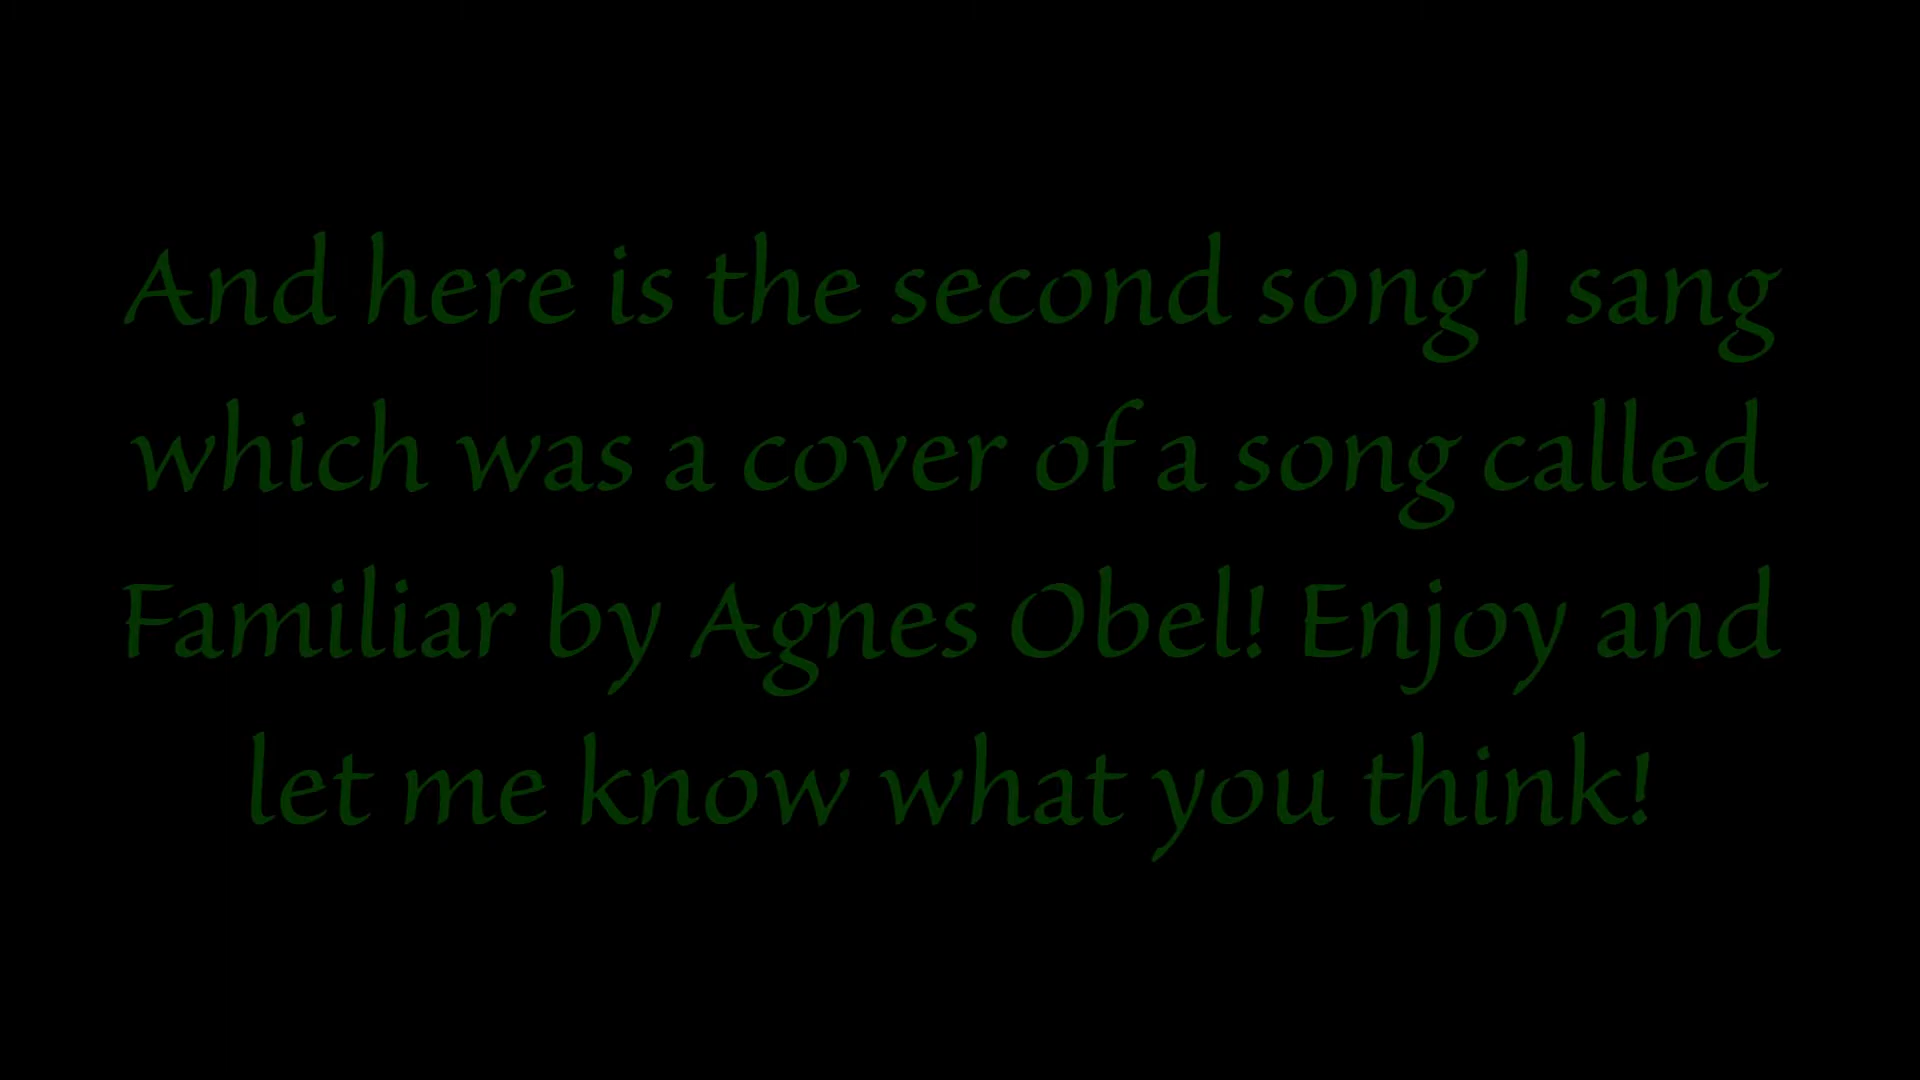 And here is the second song I sang
which was a cover of a song called
Familiar by Agnes Obel! Enjoy and
let me know what you think!